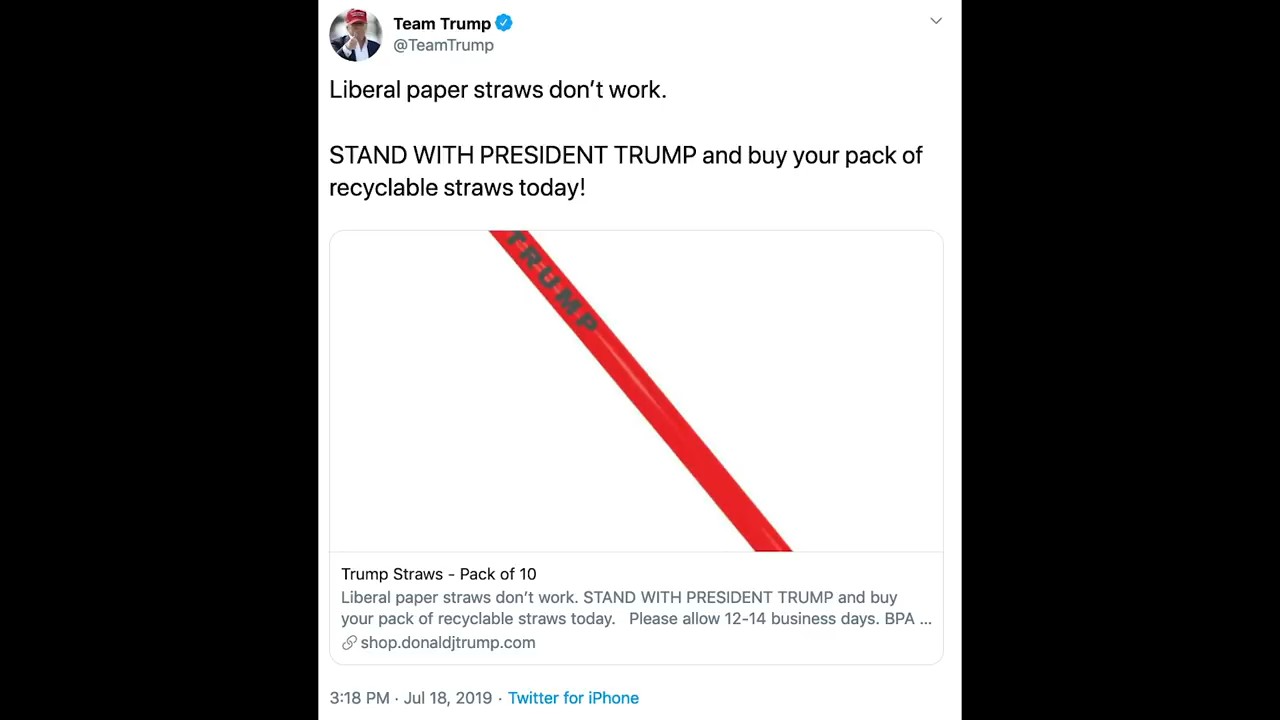 Team Trump
@TeamTrump
Liberal paper straws don’t work.
STAND WITH PRESIDENT TRUMP and buy your pack of
recyclable straws today!
TRUMP
Trump Straws - Pack of 10
Liberal paper straws don’t work. STAND WITH PRESIDENT TRUMP and buy
your pack of recyclable straws today.   Please allow 12-14 business days. BPA ...
shop.donaldjtrump.com
3:18 PM · Jul 18, 2019 · Twitter for iPhone